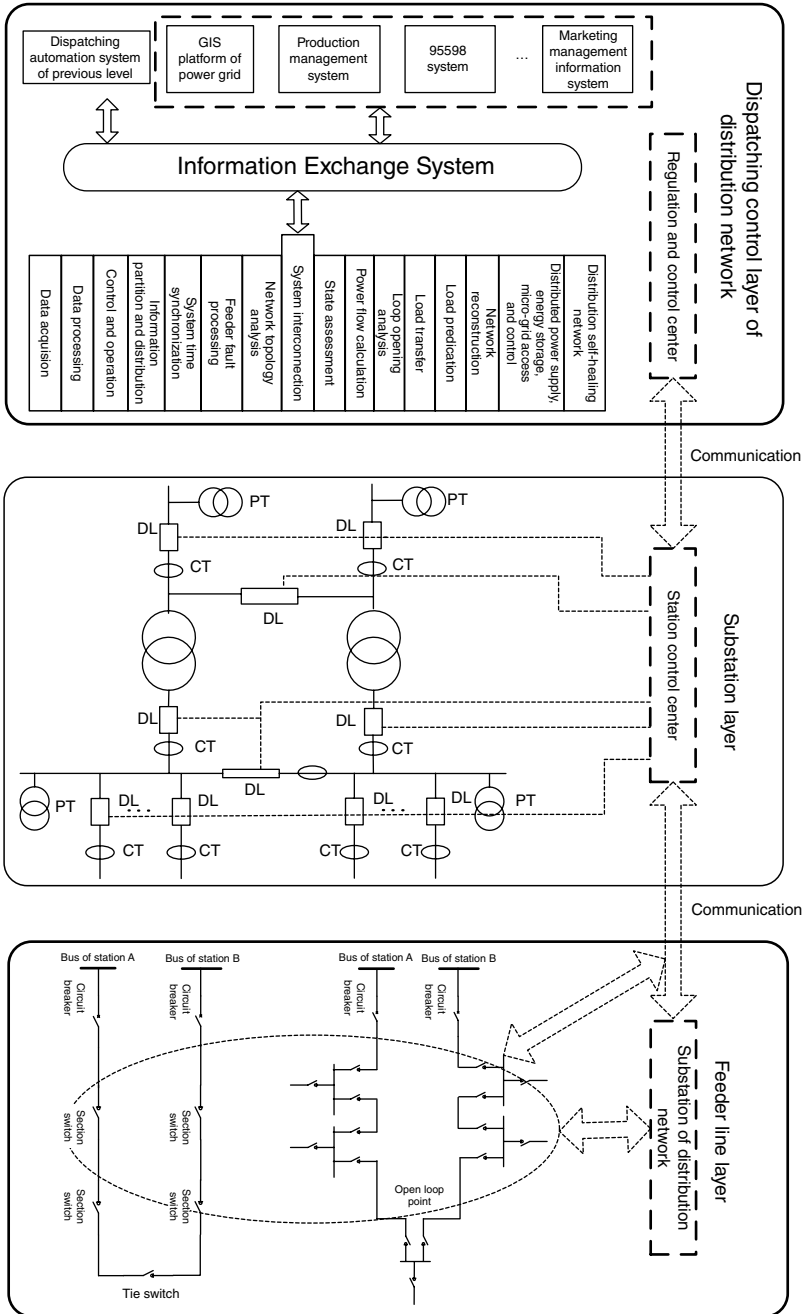 Dispatching
automation system
of previous level
GIS
platform of
power grid
Production
management
system
95598
system
...
Marketing
management
information
system
Information Exchange System
Data acquision
Data processing
Control and operation
Information
partition and distribution
System time
synchronization
Feeder fault
processing
Network topology
analysis
System interconnection
State assessment
Power flow calculation
Loop opening
analysis
Load transfer
Load predication
Network
reconstruction
Distributed power supply,
energy storage,
micro-grid access
and control
Distribution self-healing
network
Regulation and control center
Dispatching control layer of
distribution network
Communication
PT
PT
DL
DL
CT
CT
DL
DL
DL
CT
CT
DL
PT
DL
...
DL
DL
...
DL
PT
CT
CT
CT
CT
Station control center
Substation layer
Communication
Bus of station A
Bus of station B
Bus of station A
Bus of station B
Circuit
breaker
Circuit
breaker
Circuit
breaker
Circuit
breaker
Section
switch
Section
switch
Section
switch
Section
switch
Open loop
point
Tie switch
Substation of distribution
network
Feeder line layer